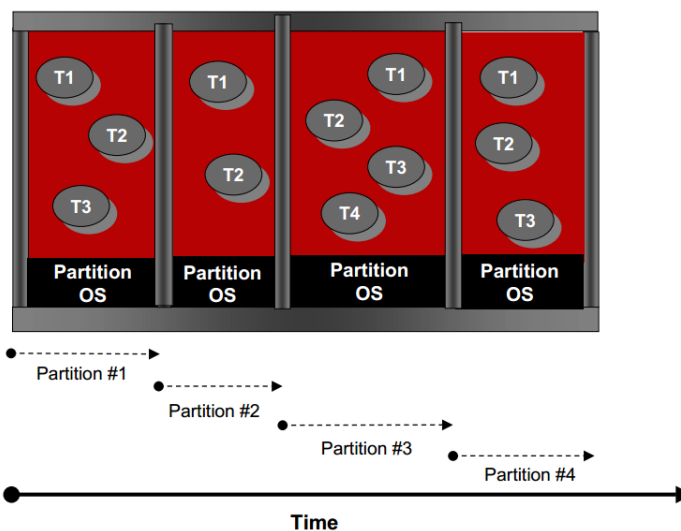 T1
T2
T3
Partition
OS
T1
T2
Partition
OS
T1
T2
T3
T4
Partition
OS
T1
T2
T3
Partition
OS
Partition #1
Partition #2
Partition #3
Partition #4
Time